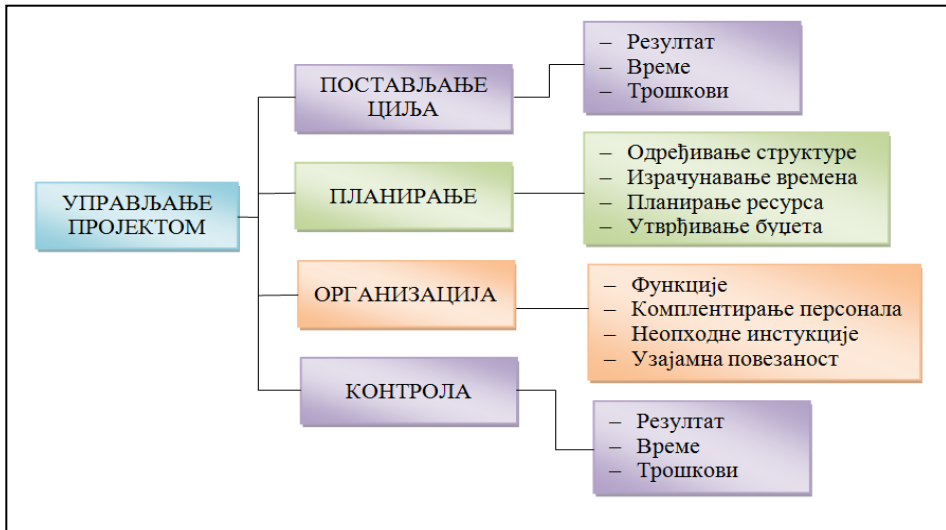 УПРАВЉАЊЕ
ПРОЈЕКТОМ
ПОСТАВЉАЊЕ
ЦИЉА
– Резултат
– Време
– Трошкови
ПЛАНИРАЊЕ
– Одређивање структуре
– Израчунавање времена
– Планирање ресурса
– Утврђивање буџета
ОРГАНИЗАЦИЈА
– Функције
– Комплентирање персонала
– Неопходне инстукције
– Узајамна повезаност
КОНТРОЛА
– Резултат
– Време
– Трошкови